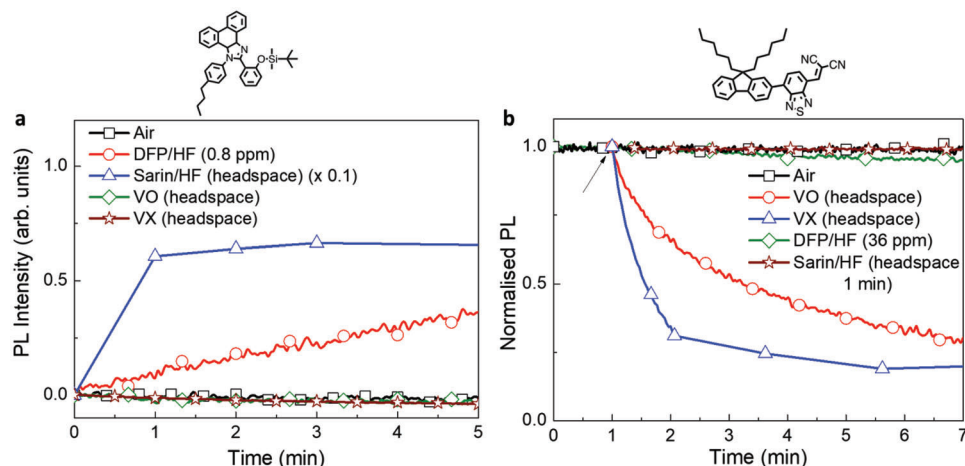 N
N
O-Si
NC
CN
N
S
N
a
Air
DFP/HF (0.8 ppm)
Sarin/HF (headspace) (x 0.1)
VO (headspace)
VX (headspace)
1.0
0.5
0.0
PL Intensity (arb. units)
0
1
2
3
4
5
Time (min)
b
Air
VO (headspace)
VX (headspace)
DFP/HF (36 ppm)
Sarin/HF (headspace
1 min)
1.0
0.5
0.0
Normalised PL
0
1
2
3
4
5
6
7
Time (min)